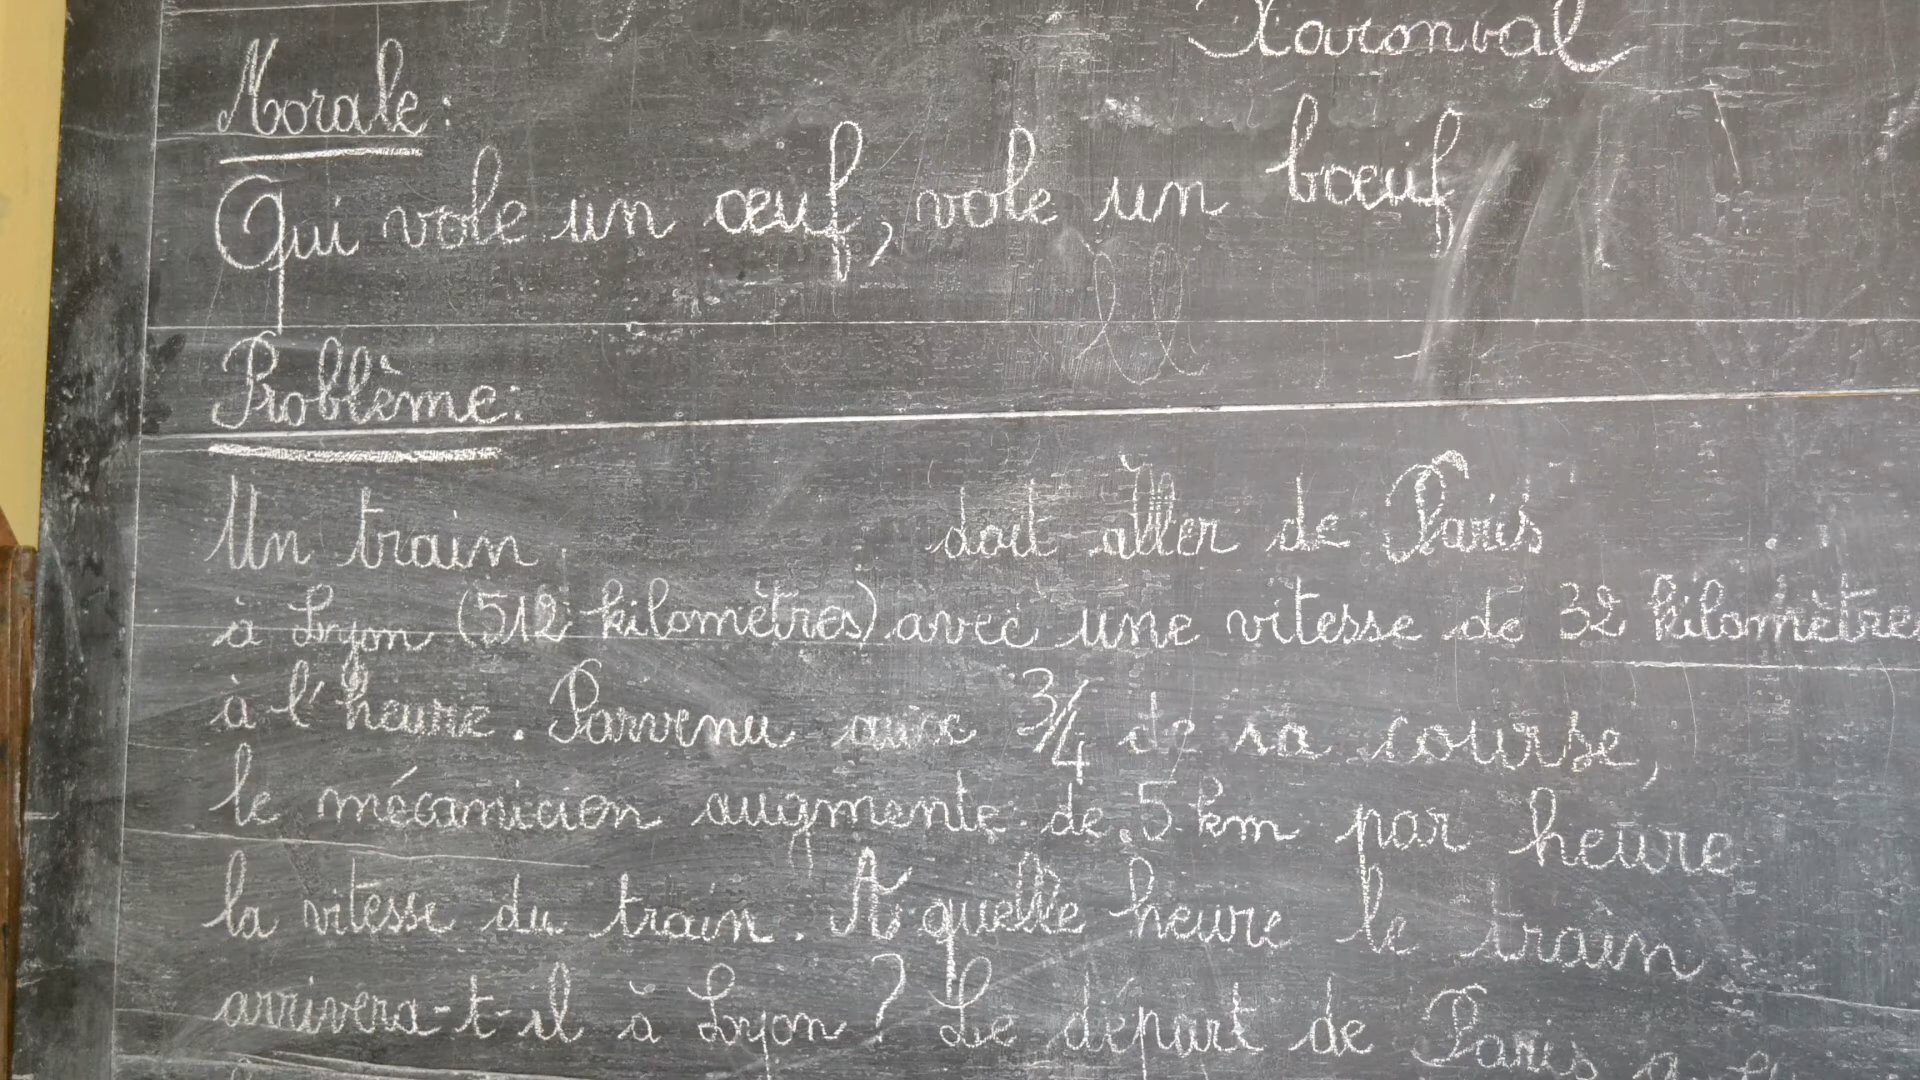 Xaronval
Morale:
Qui vole un œuf, vole un bœuf
Problème:
Un train doit aller de Paris
à Lyon (512 kilomètres) avec une vitesse de 32 kilomètres
à l'heure. Parvenu aux 3/4 de sa course,
le mécanicien augmente de 5 km par heure
la vitesse du train. A quelle heure le train
arrivera-t-il à Lyon? Le départ de Paris